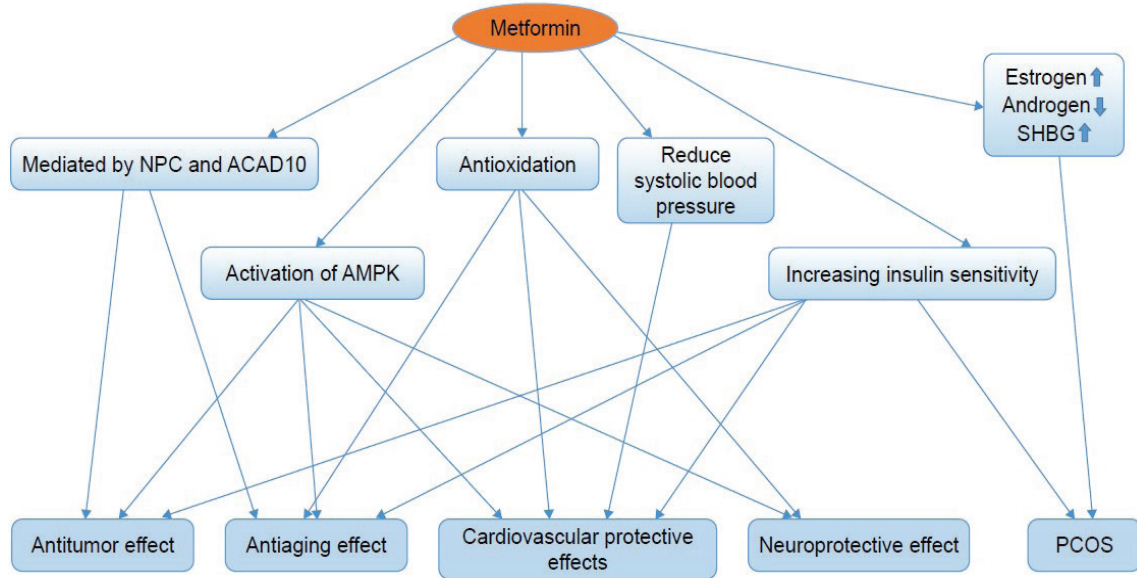 Metformin
Estrogen
Androgen
SHBG
Mediated by NPC and ACAD10
Antioxidation
Reduce
systolic blood
pressure
Activation of AMPK
Increasing insulin sensitivity
Antitumor effect
Antiaging effect
Cardiovascular protective
effects
Neuroprotective effect
PCOS